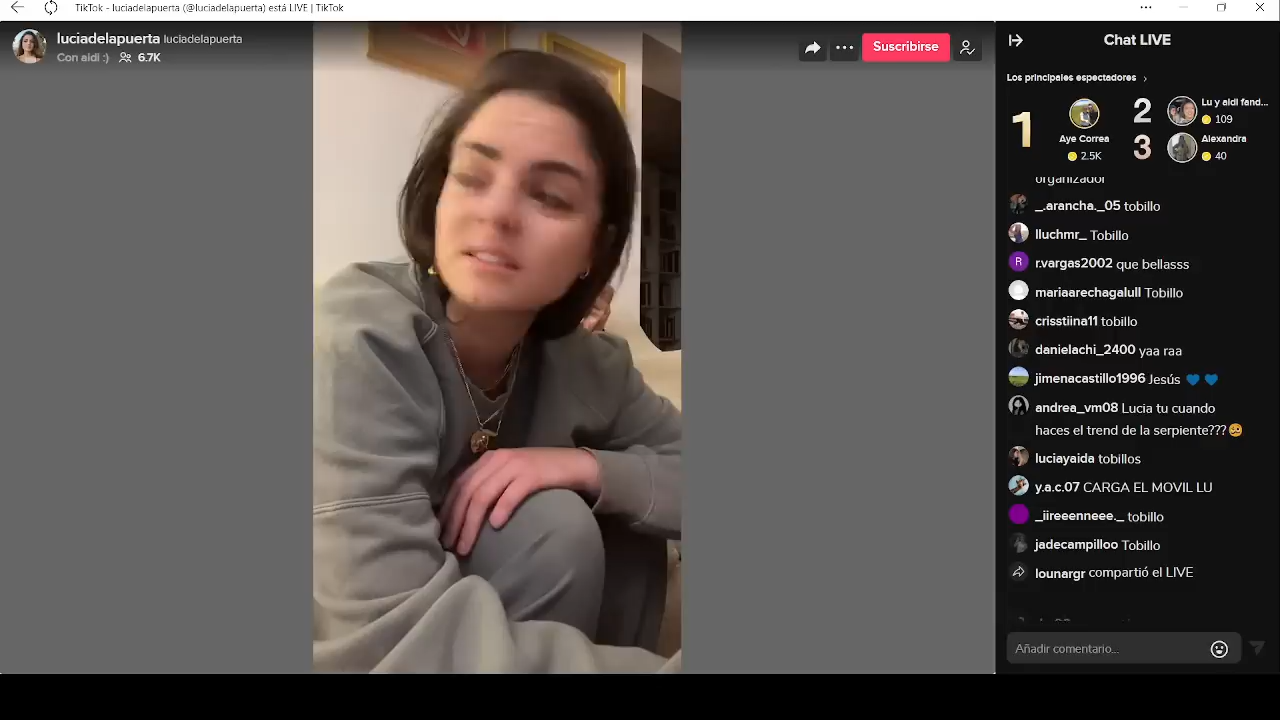 TikTok - luciadelapuerta (@luciadelapuerta) está LIVE | TikTok
luciadelapuerta luciadelapuerta
Con aidi :) 6.7K
Suscribirse
Chat LIVE
Los principales espectadores
1
Aye Correa
2.5K
2
Lu y aldi fand...
109
3
Alexandra
40
organizador
_.arancha._05 tobillo
lluchmr_ Tobillo
R
r.vargas2002 que bellasss
mariaarechagalull Tobillo
crisstiina11 tobillo
danielachi_2400 yaa raa
jimenacastillo1996 Jesús 💙 💙
andrea_vm08 Lucia tu cuando
haces el trend de la serpiente???🥴
luciayaida tobillos
y.a.c.07 CARGA EL MOVIL LU
_iireeenneee._ tobillo
jadecampilloo Tobillo
lounargr compartió el LIVE
Añadir comentario...